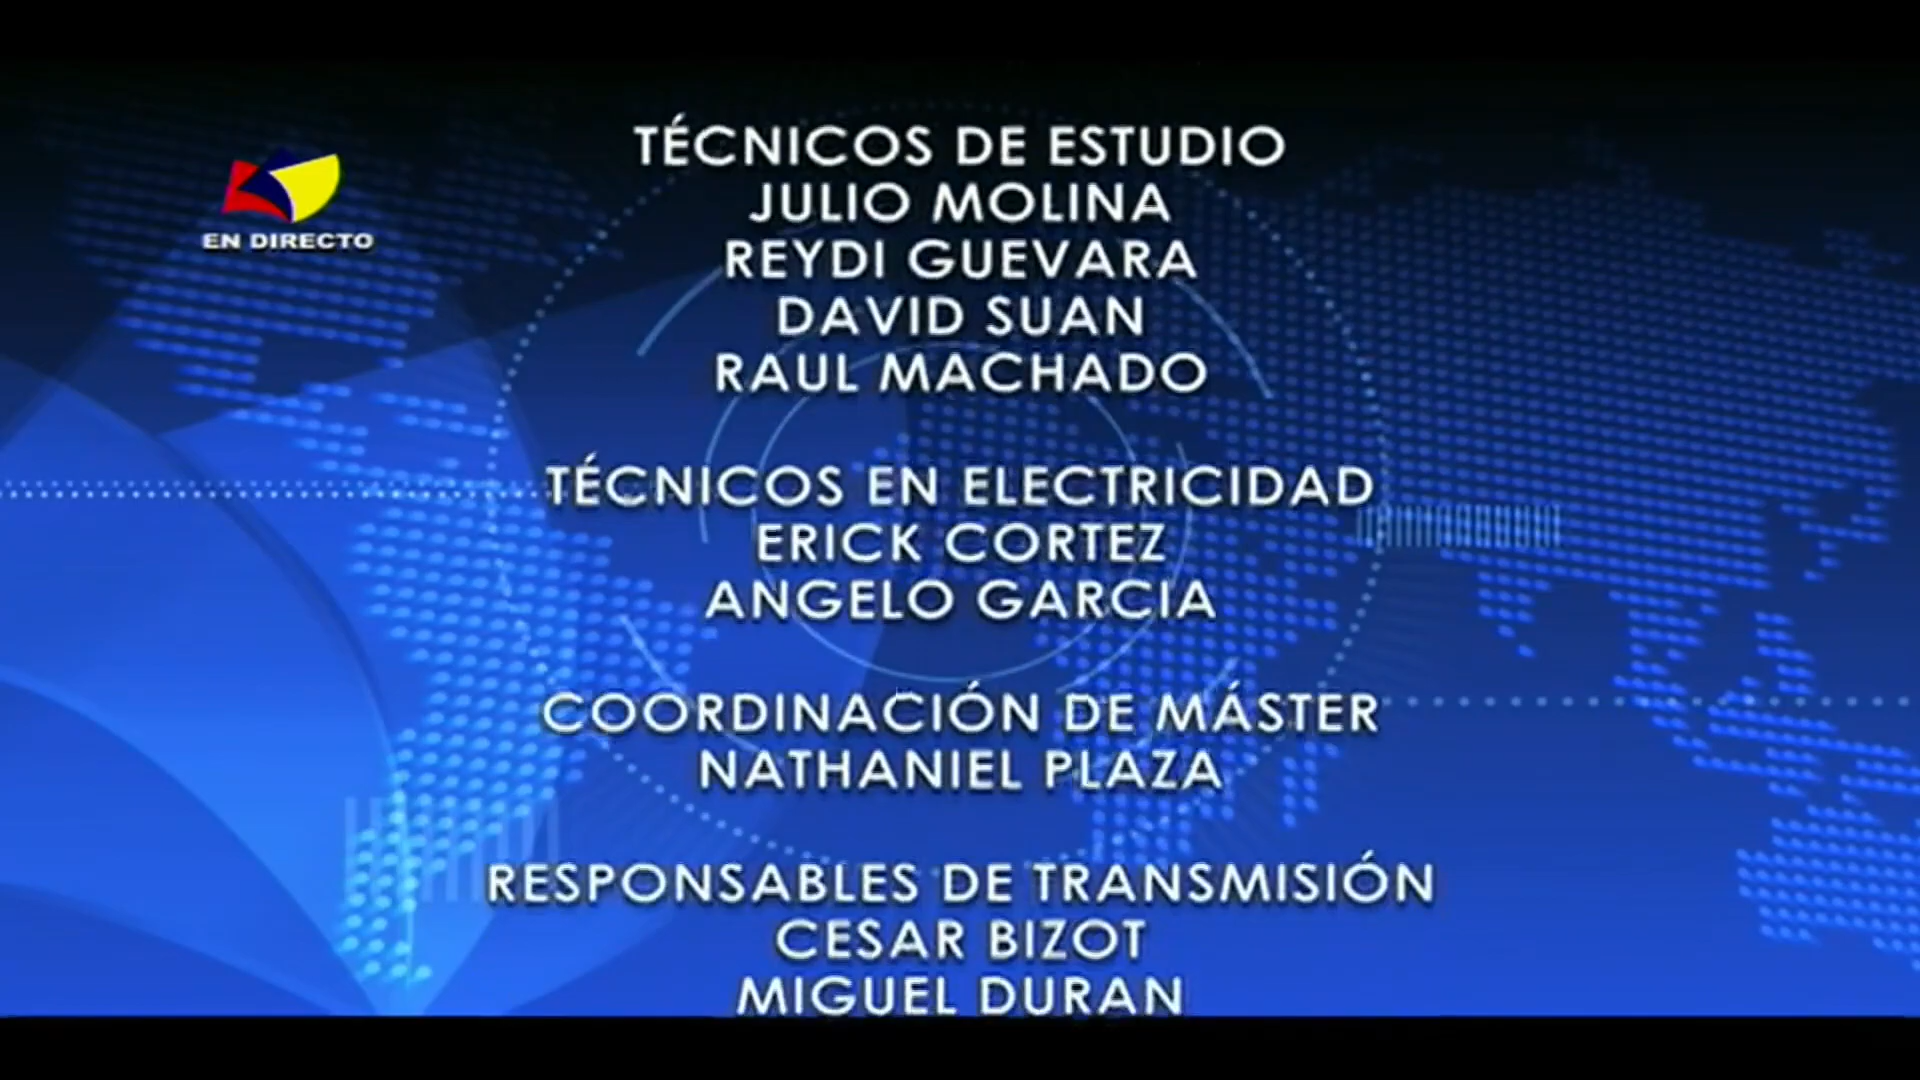 EN DIRECTO
TÉCNICOS DE ESTUDIO
JULIO MOLINA
REYDI GUEVARA
DAVID SUAN
RAUL MACHADO
TÉCNICOS EN ELECTRICIDAD
ERICK CORTEZ
ANGELO GARCIA
COORDINACIÓN DE MÁSTER
NATHANIEL PLAZA
RESPONSABLES DE TRANSMISIÓN
CESAR BIZOT
MIGUEL DURAN